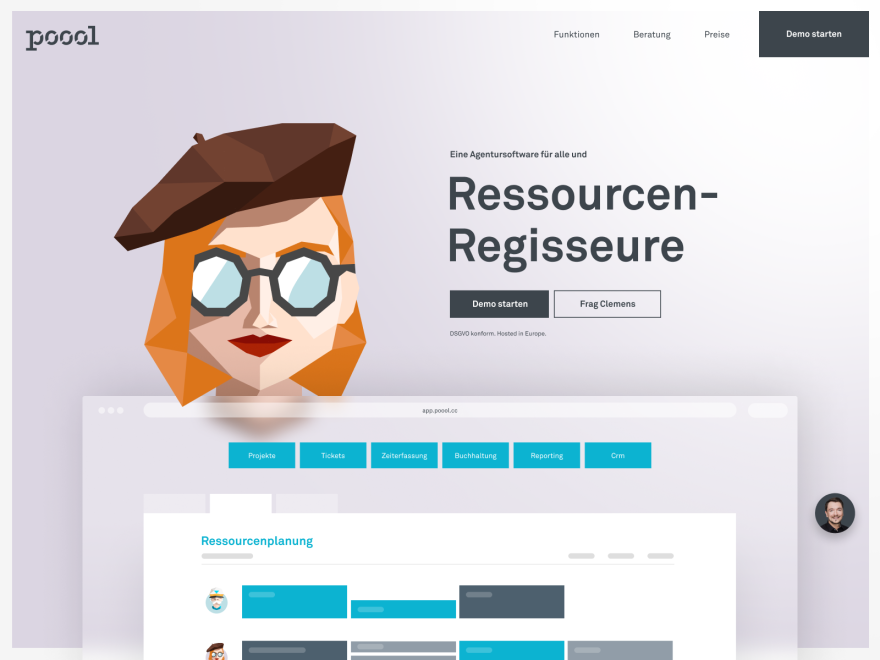 poool
Funktionen
Beratung
Preise
Demo starten
Eine Agentursoftware für alle und
Ressourcen-
Regisseure
Demo starten
Frag Clemens
DSGVO konform. Hosted in Europe.
app.poool.cc
Projekte
Tickets
Zeiterfassung
Buchhaltung
Reporting
Crm
Ressourcenplanung